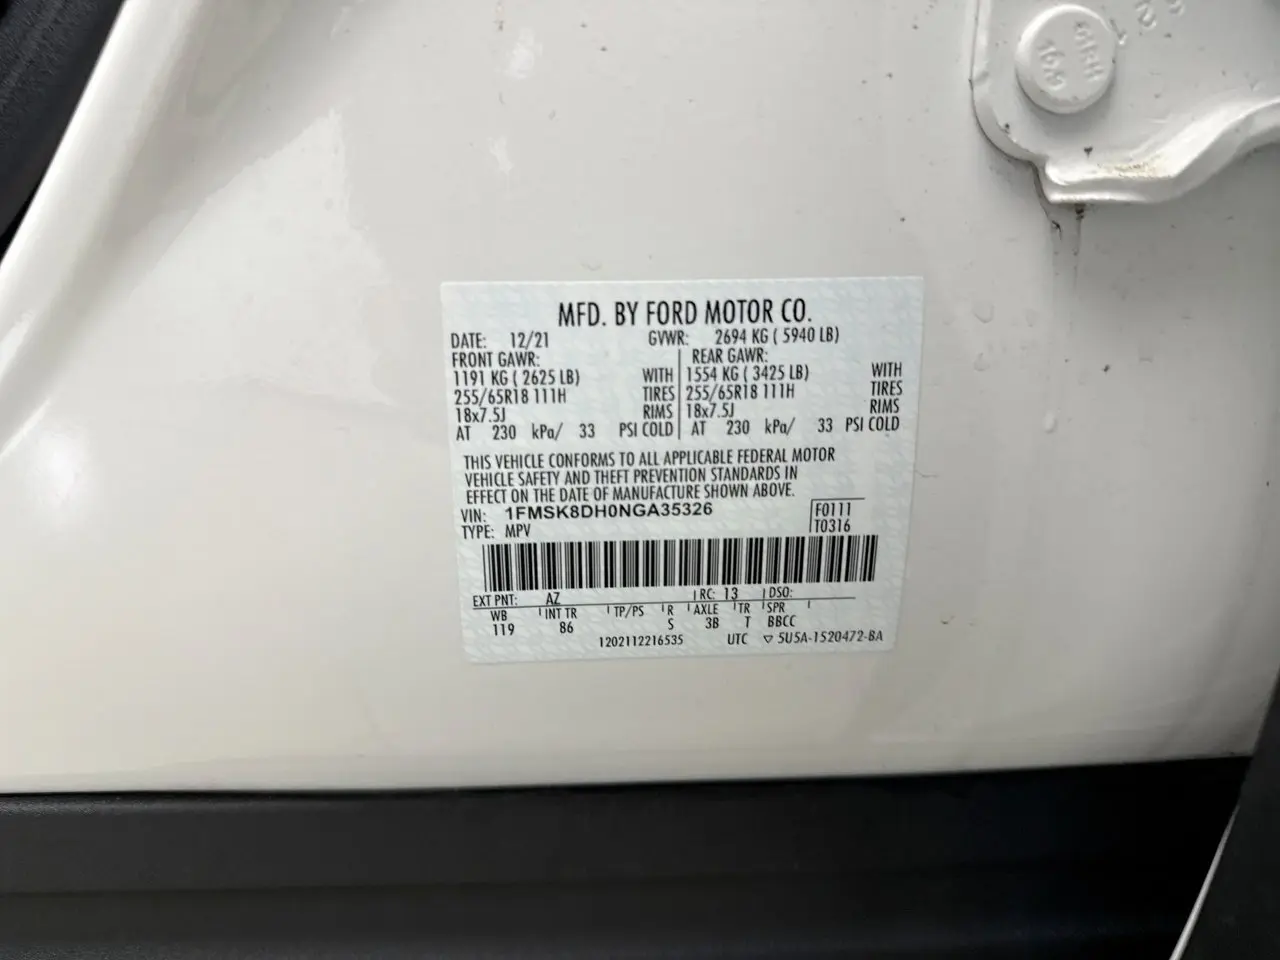 MFD. BY FORD MOTOR CO.
DATE: 12/21 GVWR: 2694 KG ( 5940 LB)
FRONT GAWR: REAR GAWR:
1191 KG ( 2625 LB) WITH 1554 KG ( 3425 LB) WITH
255/65R18 111H TIRES 255/65R18 111H TIRES
18x7.5J RIMS 18x7.5J RIMS
AT 230 kPa/ 33 PSI COLD AT 230 kPa/ 33 PSI COLD
THIS VEHICLE CONFORMS TO ALL APPLICABLE FEDERAL MOTOR
VEHICLE SAFETY AND THEFT PREVENTION STANDARDS IN
EFFECT ON THE DATE OF MANUFACTURE SHOWN ABOVE.
VIN: 1FMSK8DH0NGA35326 F0111
TYPE: MPV T0316
EXT PNT: AZ RC: 13 DSO:
WB INT TR TP/PS R AXLE TR SPR
119 86 S 3B T BBCC
1202112216535 UTC ▽ 5U5A-1520472-BA